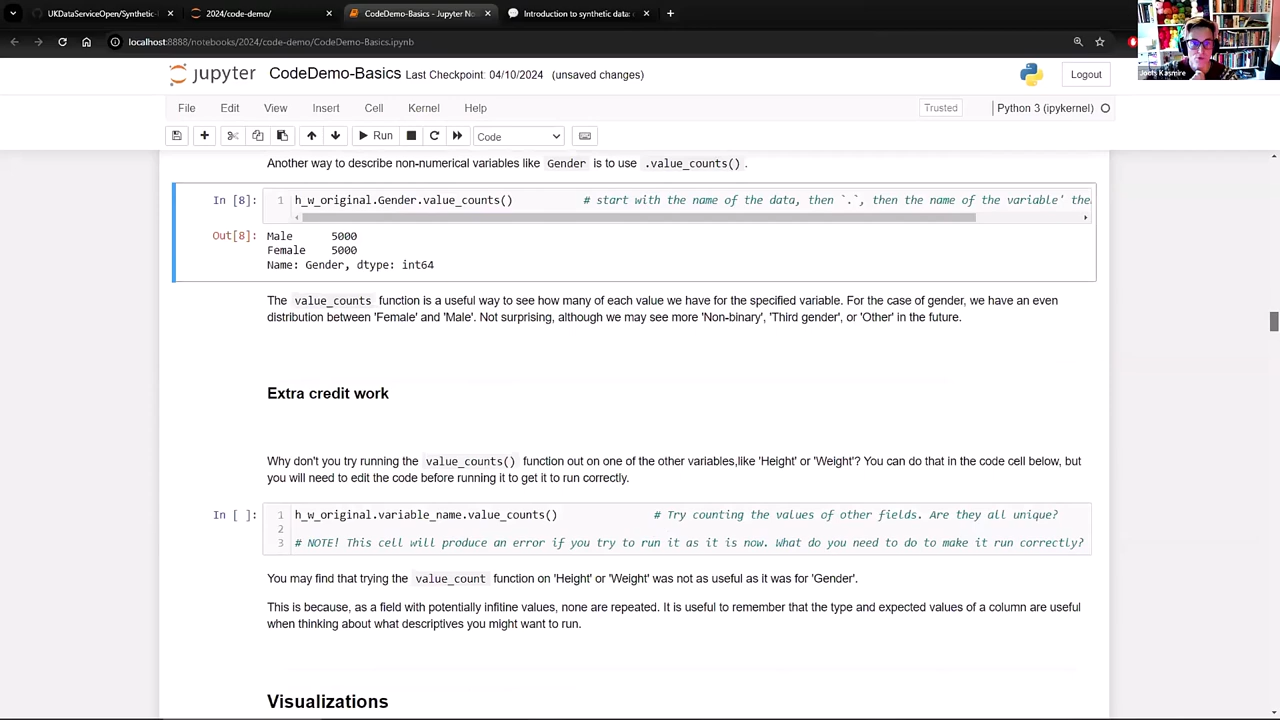 UKDataServiceOpen/Synthetic-
2024/code-demo/
CodeDemo-Basics - Jupyter No
Introduction to synthetic data:
localhost:8888/notebooks/2024/code-demo/CodeDemo-Basics.ipynb
Joots Kasmire
jupyter CodeDemo-Basics Last Checkpoint: 04/10/2024 (unsaved changes)
Logout
File Edit View Insert Cell Kernel Help
Trusted Python 3 (ipykernel)
Run Code
Another way to describe non-numerical variables like Gender is to use .value_counts() .
In [8]: 1 h_w_original.Gender.value_counts() # start with the name of the data, then `.`, then the name of the variable' the
Out[8]: Male 5000
Female 5000
Name: Gender, dtype: int64
The value_counts function is a useful way to see how many of each value we have for the specified variable. For the case of gender, we have an even
distribution between 'Female' and 'Male'. Not surprising, although we may see more 'Non-binary', 'Third gender', or 'Other' in the future.
Extra credit work
Why don't you try running the value_counts() function out on one of the other variables,like 'Height' or 'Weight'? You can do that in the code cell below, but
you will need to edit the code before running it to get it to run correctly.
In [ ]: 1 h_w_original.variable_name.value_counts() # Try counting the values of other fields. Are they all unique?
2
3 # NOTE! This cell will produce an error if you try to run it as it is now. What do you need to do to make it run correctly?
You may find that trying the value_count function on 'Height' or 'Weight' was not as useful as it was for 'Gender'.
This is because, as a field with potentially infitine values, none are repeated. It is useful to remember that the type and expected values of a column are useful
when thinking about what descriptives you might want to run.
Visualizations